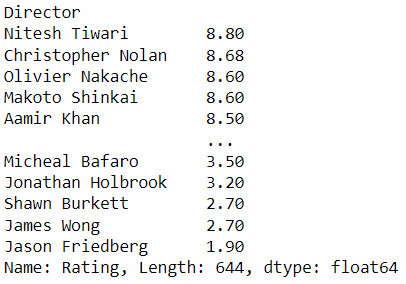 Director
Nitesh Tiwari 8.80
Christopher Nolan 8.68
Olivier Nakache 8.60
Makoto Shinkai 8.60
Aamir Khan 8.50
...
Micheal Bafaro 3.50
Jonathan Holbrook 3.20
Shawn Burkett 2.70
James Wong 2.70
Jason Friedberg 1.90
Name: Rating, Length: 644, dtype: float64